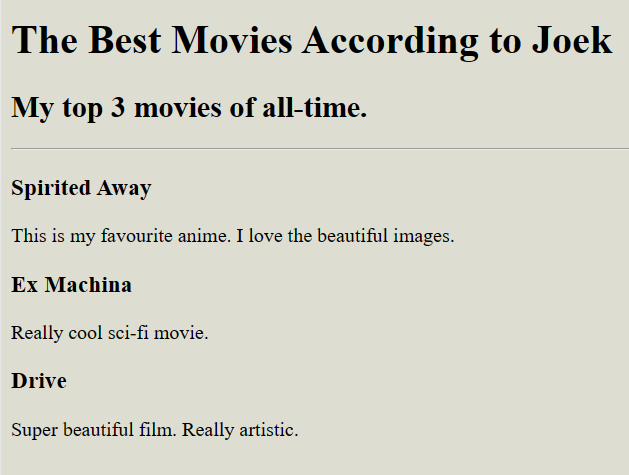 The Best Movies According to Joek
My top 3 movies of all-time.
Spirited Away
This is my favourite anime. I love the beautiful images.
Ex Machina
Really cool sci-fi movie.
Drive
Super beautiful film. Really artistic.